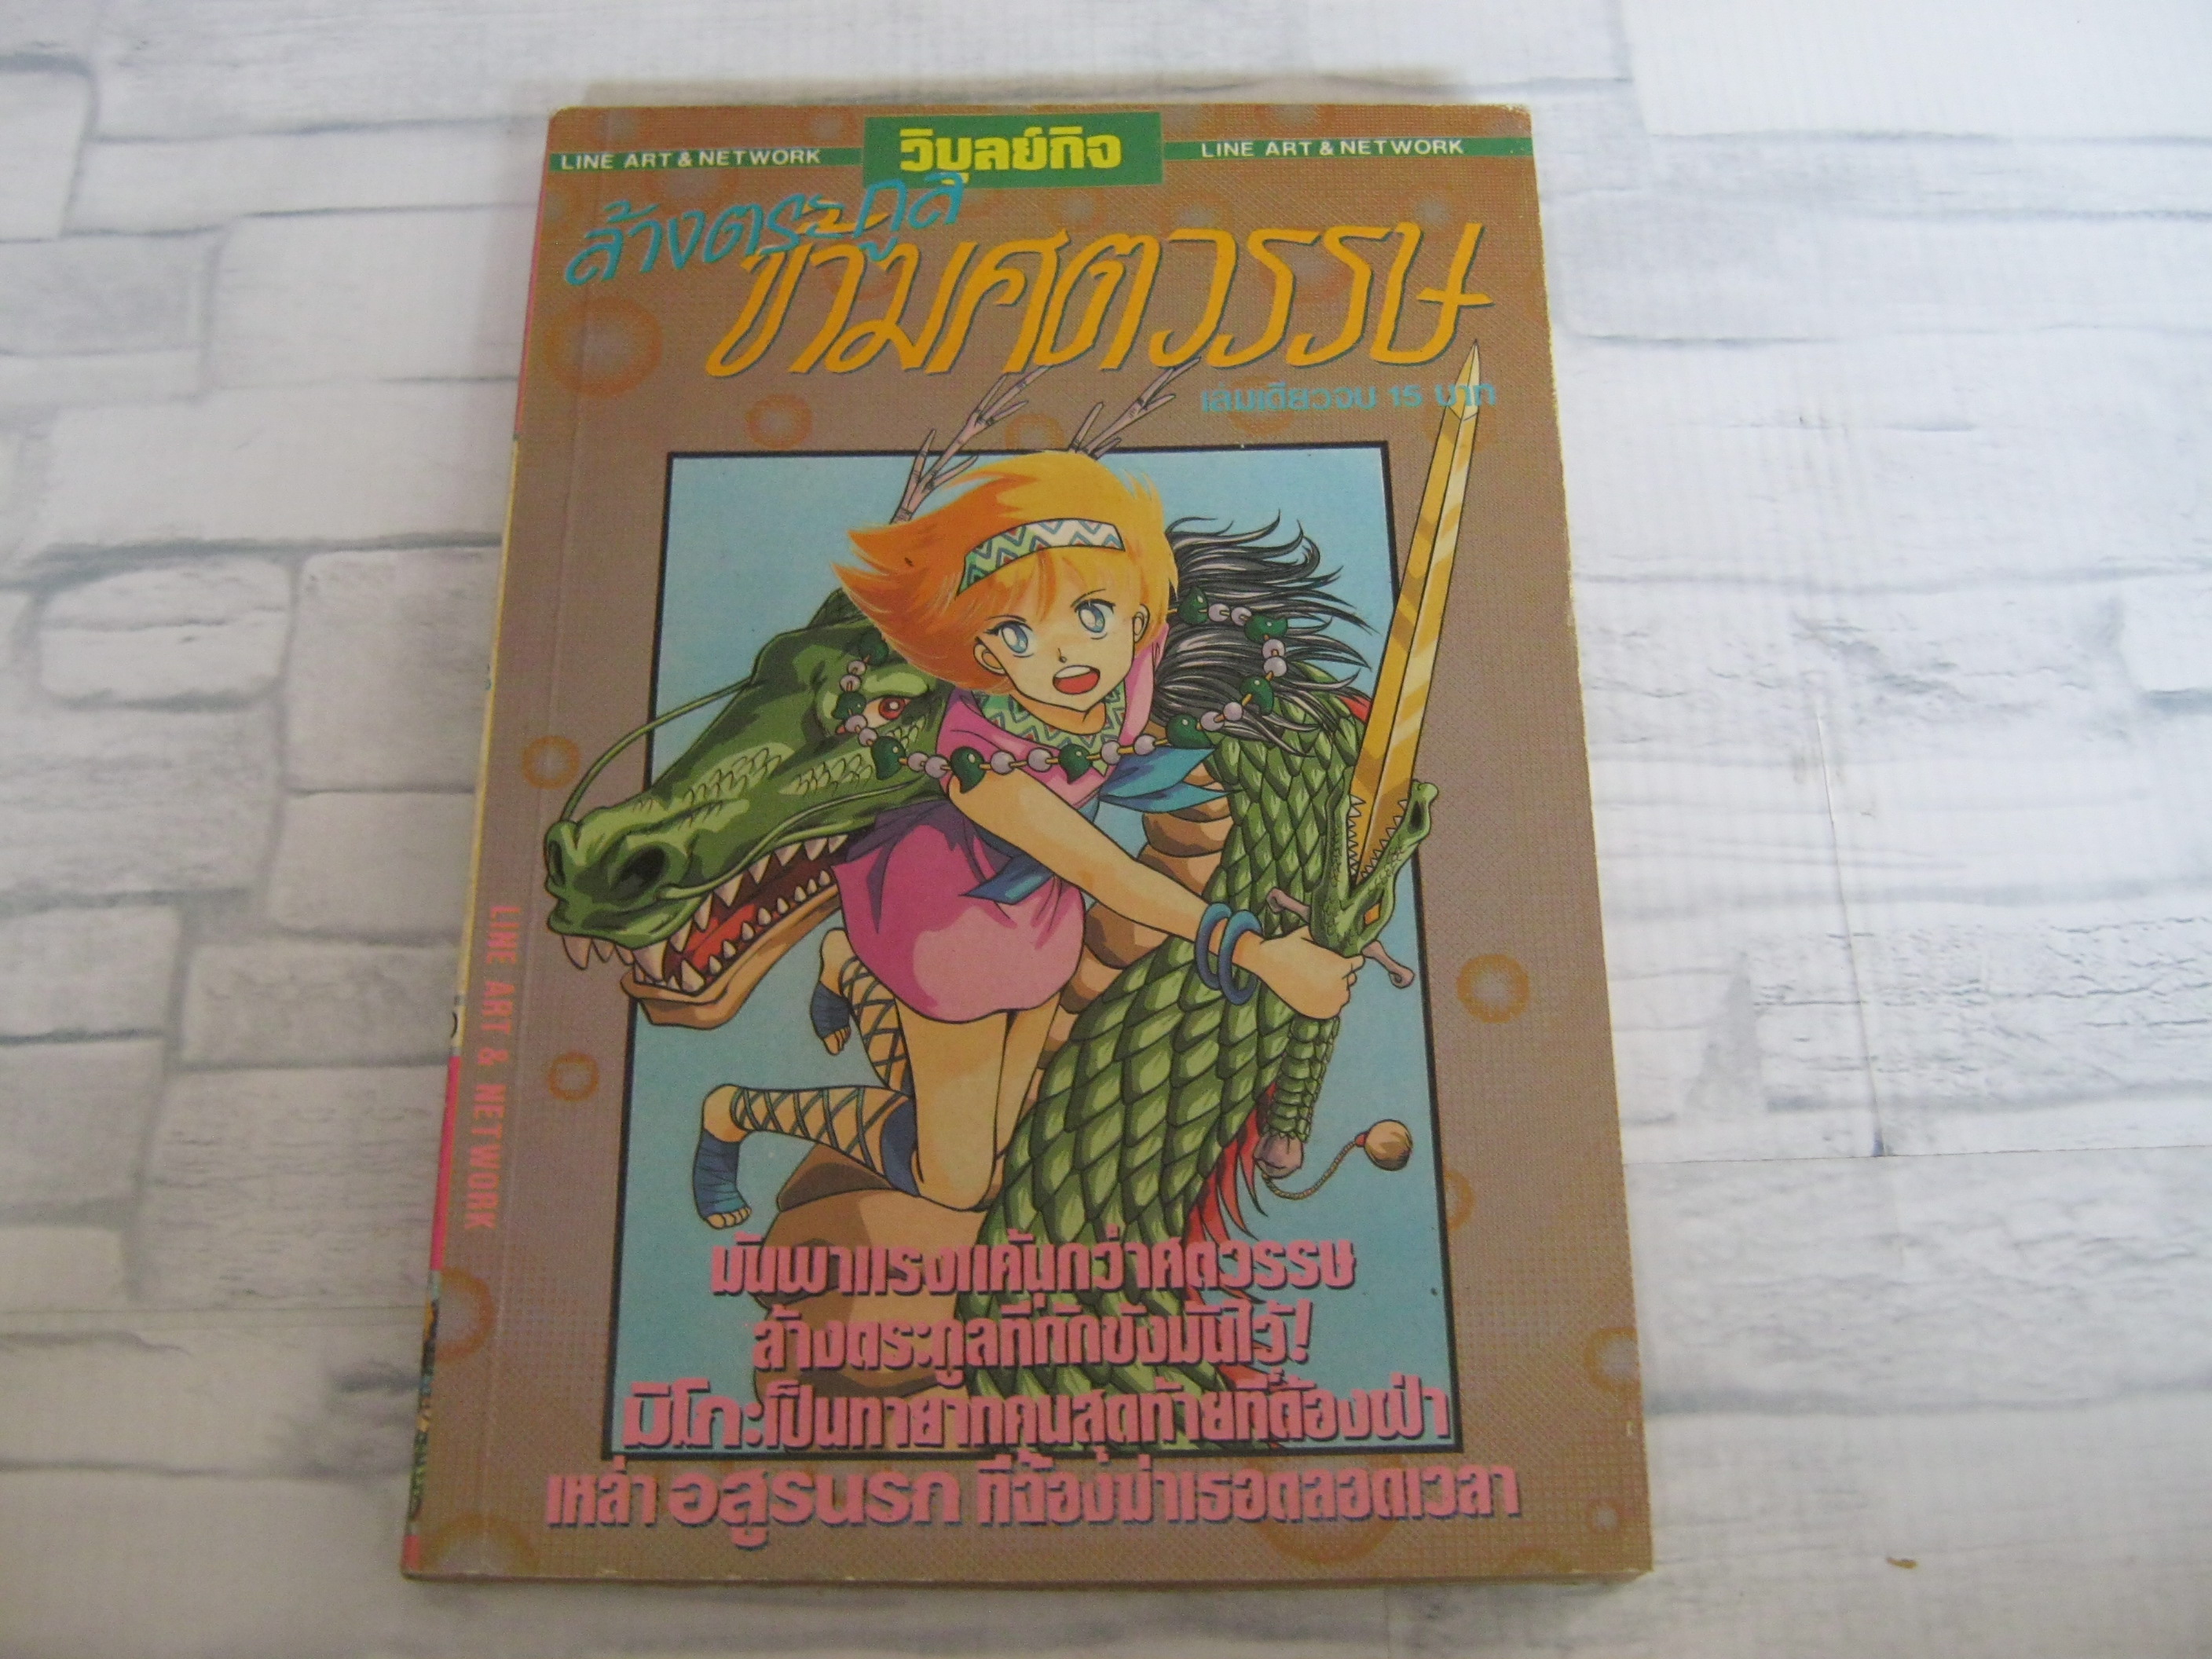 LINE ART & NETWORK วิบูลย์กิจ LINE ART & NETWORK
ล้างตระกูล
ข้ามศตวรรษ
เล่มเดียวจบ 15 บาท
มันพาแรงแค้นกว่าศตวรรษ
ล้างตระกูลที่กักขังมันไว้!
มิโกะเป็นทายาทคนสุดท้ายที่ต้องเฝ้า
เหล่า อสูรนรก ที่จ้องฆ่าเธอตลอดเวลา
LINE ART & NETWORK